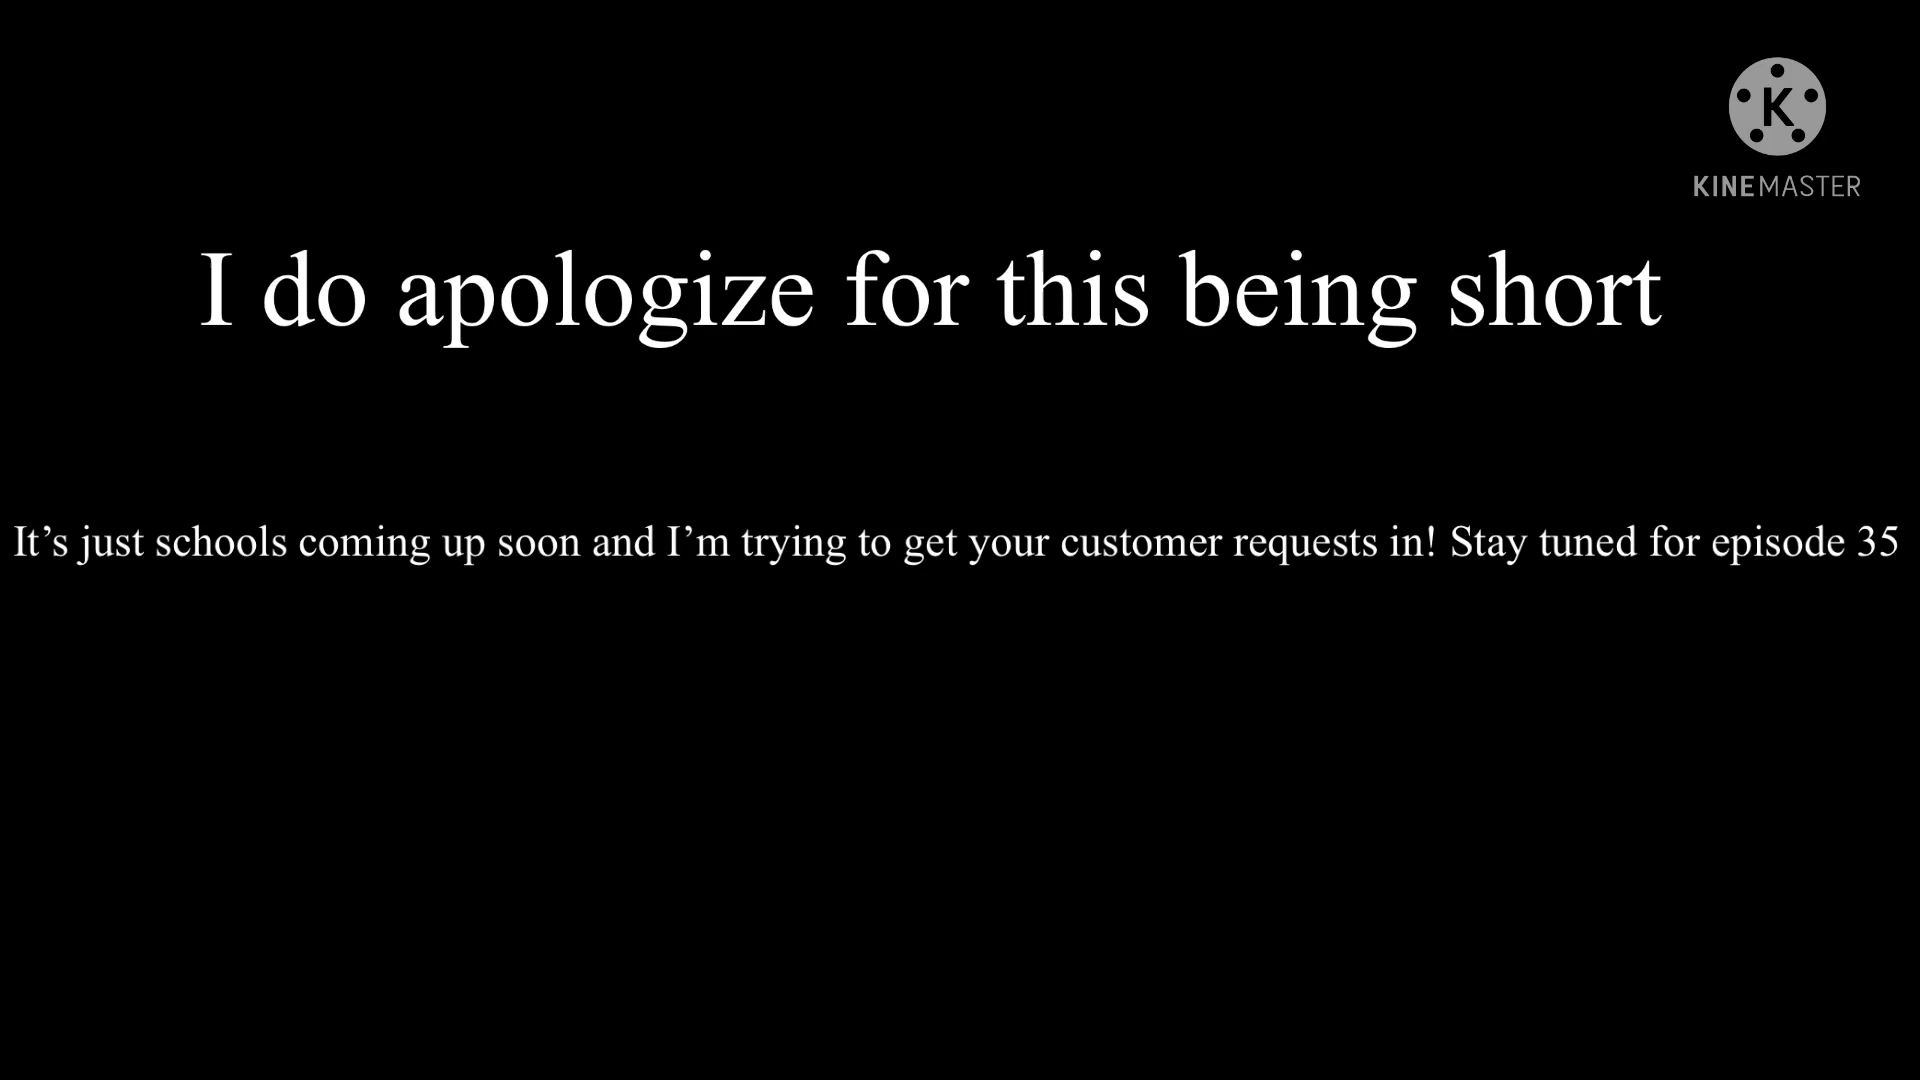 K
KINEMASTER
I do apologize for this being short
It’s just schools coming up soon and I’m trying to get your customer requests in! Stay tuned for episode 35